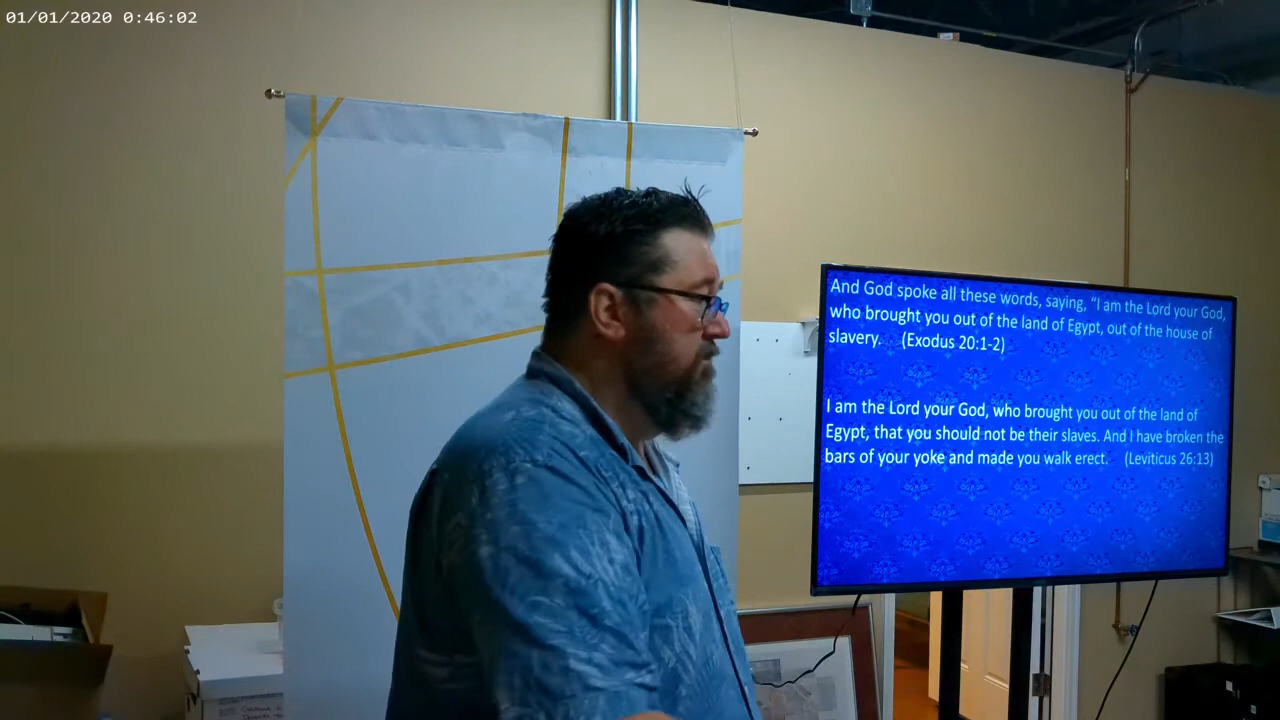 01/01/2020 0:46:02
And God spoke all these words, saying, “I am the Lord your God,
who brought you out of the land of Egypt, out of the house of
slavery. (Exodus 20:1-2)
I am the Lord your God, who brought you out of the land of
Egypt, that you should not be their slaves. And I have broken the
bars of your yoke and made you walk erect. (Leviticus 26:13)